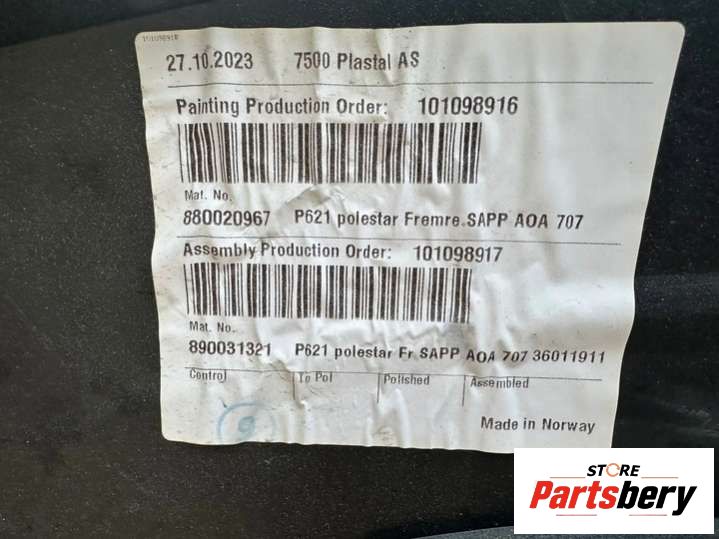 101098918
27.10.2023 7500 Plastal AS
Painting Production Order: 101098916
Mat. No.
880020967 P621 polestar Fremre.SAPP AOA 707
Assembly Production Order: 101098917
Mat. No.
890031321 P621 polestar Fr SAPP AOA 707 36011911
Control To Pol Polished Assembled
Made in Norway
STORE
Partsbery